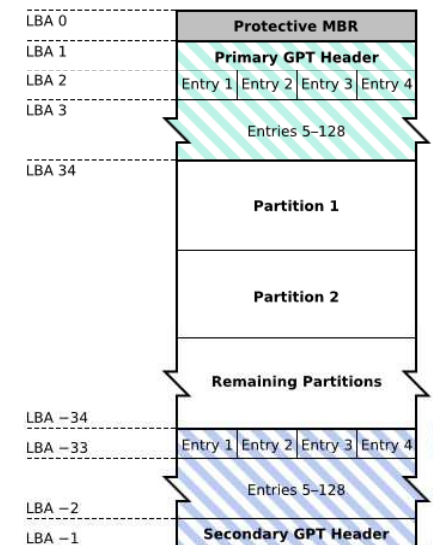 LBA 0
Protective MBR
LBA 1
Primary GPT Header
LBA 2
Entry 1 Entry 2 Entry 3 Entry 4
LBA 3
Entries 5–128
LBA 34
Partition 1
Partition 2
Remaining Partitions
LBA −34
LBA −33
Entry 1 Entry 2 Entry 3 Entry 4
Entries 5–128
LBA −2
LBA −1
Secondary GPT Header